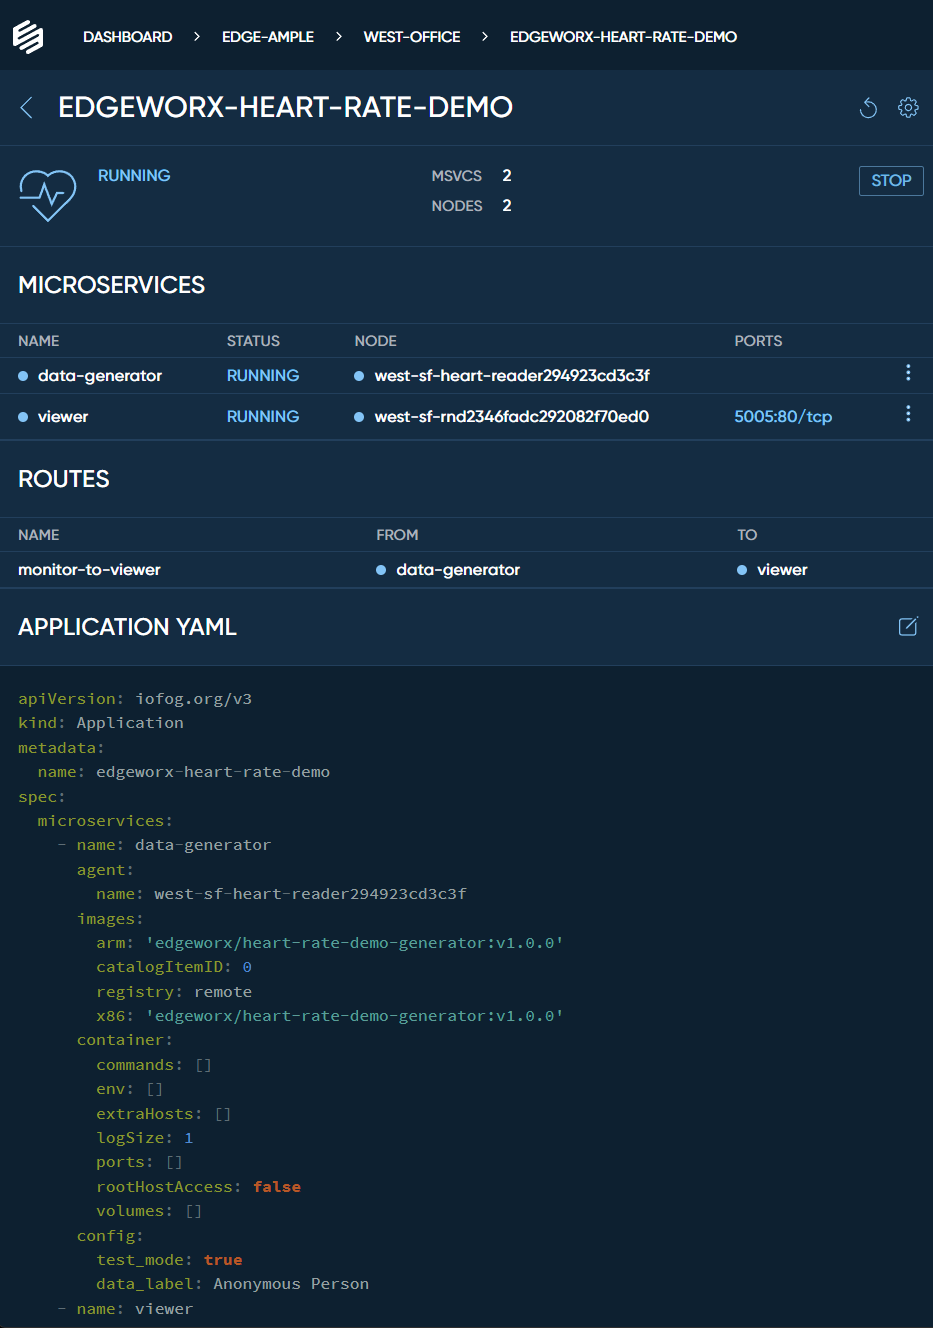 DASHBOARD > EDGE-AMPLE > WEST-OFFICE > EDGEWORX-HEART-RATE-DEMO
EDGEWORX-HEART-RATE-DEMO
RUNNING MSVCS 2 STOP
NODES 2
MICROSERVICES
NAME STATUS NODE PORTS
data-generator RUNNING west-sf-heart-reader294923cd3c3f
viewer RUNNING west-sf-rnd2346fadc292082f70ed0 5005:80/tcp
ROUTES
NAME FROM TO
monitor-to-viewer data-generator viewer
APPLICATION YAML
apiVersion: iofog.org/v3
kind: Application
metadata:
  name: edgeworx-heart-rate-demo
spec:
  microservices:
    - name: data-generator
      agent:
        name: west-sf-heart-reader294923cd3c3f
      images:
        arm: 'edgeworx/heart-rate-demo-generator:v1.0.0'
        catalogItemID: 0
        registry: remote
        x86: 'edgeworx/heart-rate-demo-generator:v1.0.0'
      container:
        commands: []
        env: []
        extraHosts: []
        logSize: 1
        ports: []
        rootHostAccess: false
        volumes: []
      config:
        test_mode: true
        data_label: Anonymous Person
    - name: viewer